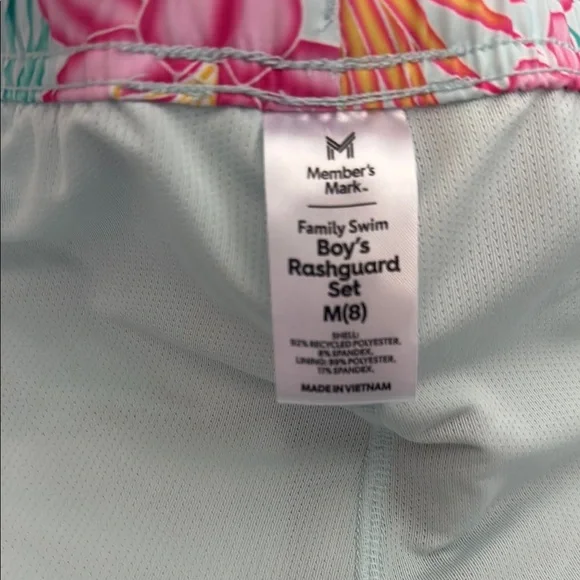 Member's
Mark™
Family Swim
Boy's
Rashguard
Set
M(8)
SHELL:
92% RECYCLED POLYESTER,
8% SPANDEX,
LINING: 89% POLYESTER,
11% SPANDEX.
MADE IN VIETNAM